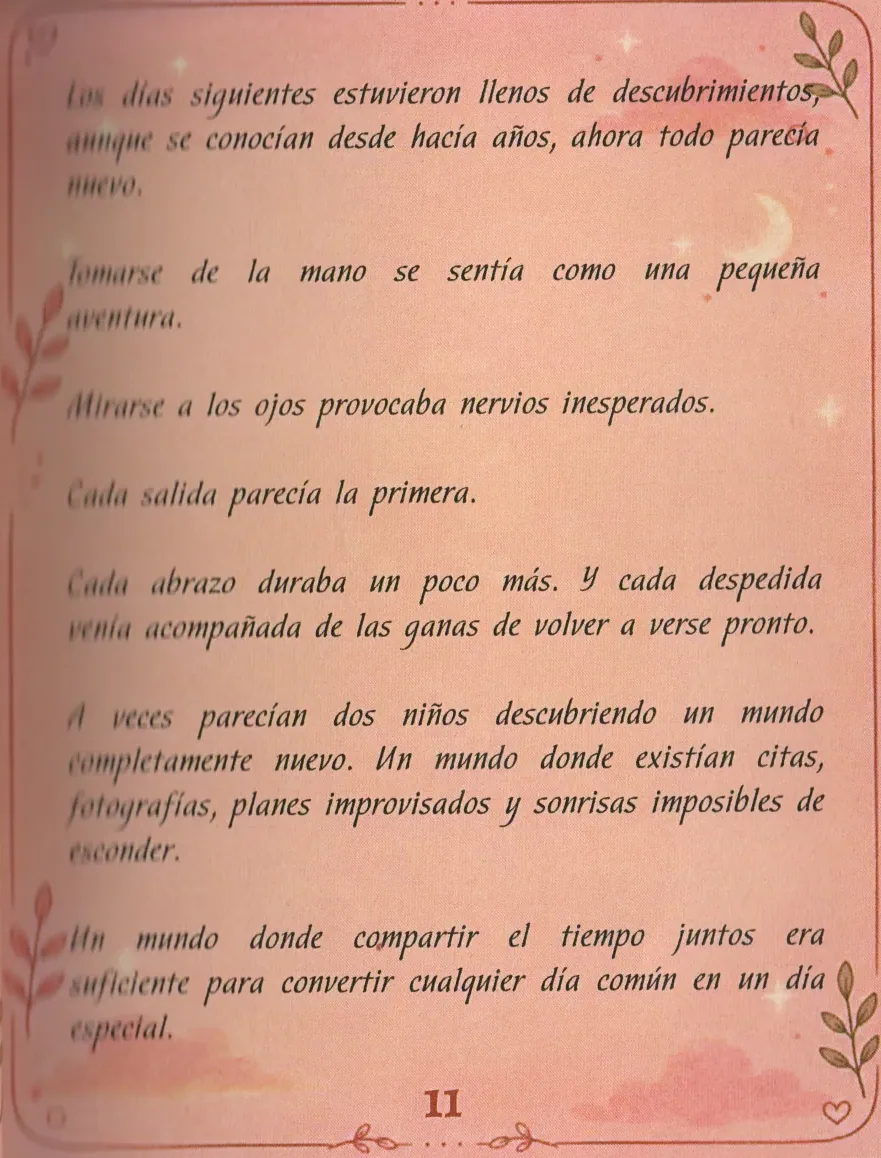 Los días siguientes estuvieron llenos de descubrimientos,
aunque se conocían desde hacía años, ahora todo parecía
nuevo.
Tomarse de la mano se sentía como una pequeña
aventura.
Mirarse a los ojos provocaba nervios inesperados.
Cada salida parecía la primera.
Cada abrazo duraba un poco más. Y cada despedida
venía acompañada de las ganas de volver a verse pronto.
A veces parecían dos niños descubriendo un mundo
completamente nuevo. Un mundo donde existían citas,
fotografías, planes improvisados y sonrisas imposibles de
esconder.
Un mundo donde compartir el tiempo juntos era
suficiente para convertir cualquier día común en un día
especial.
11